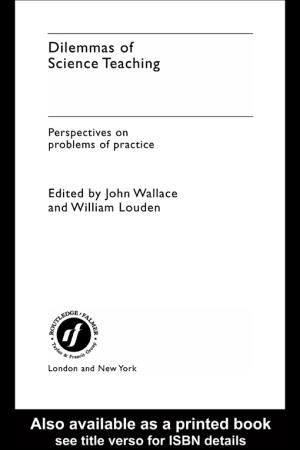 Dilemmas of
Science Teaching
Perspectives on
problems of practice
Edited by John Wallace
and William Louden
ROUTLEDGE FALMER
Taylor & Francis Group
London and New York
Also available as a printed book
see title verso for ISBN details